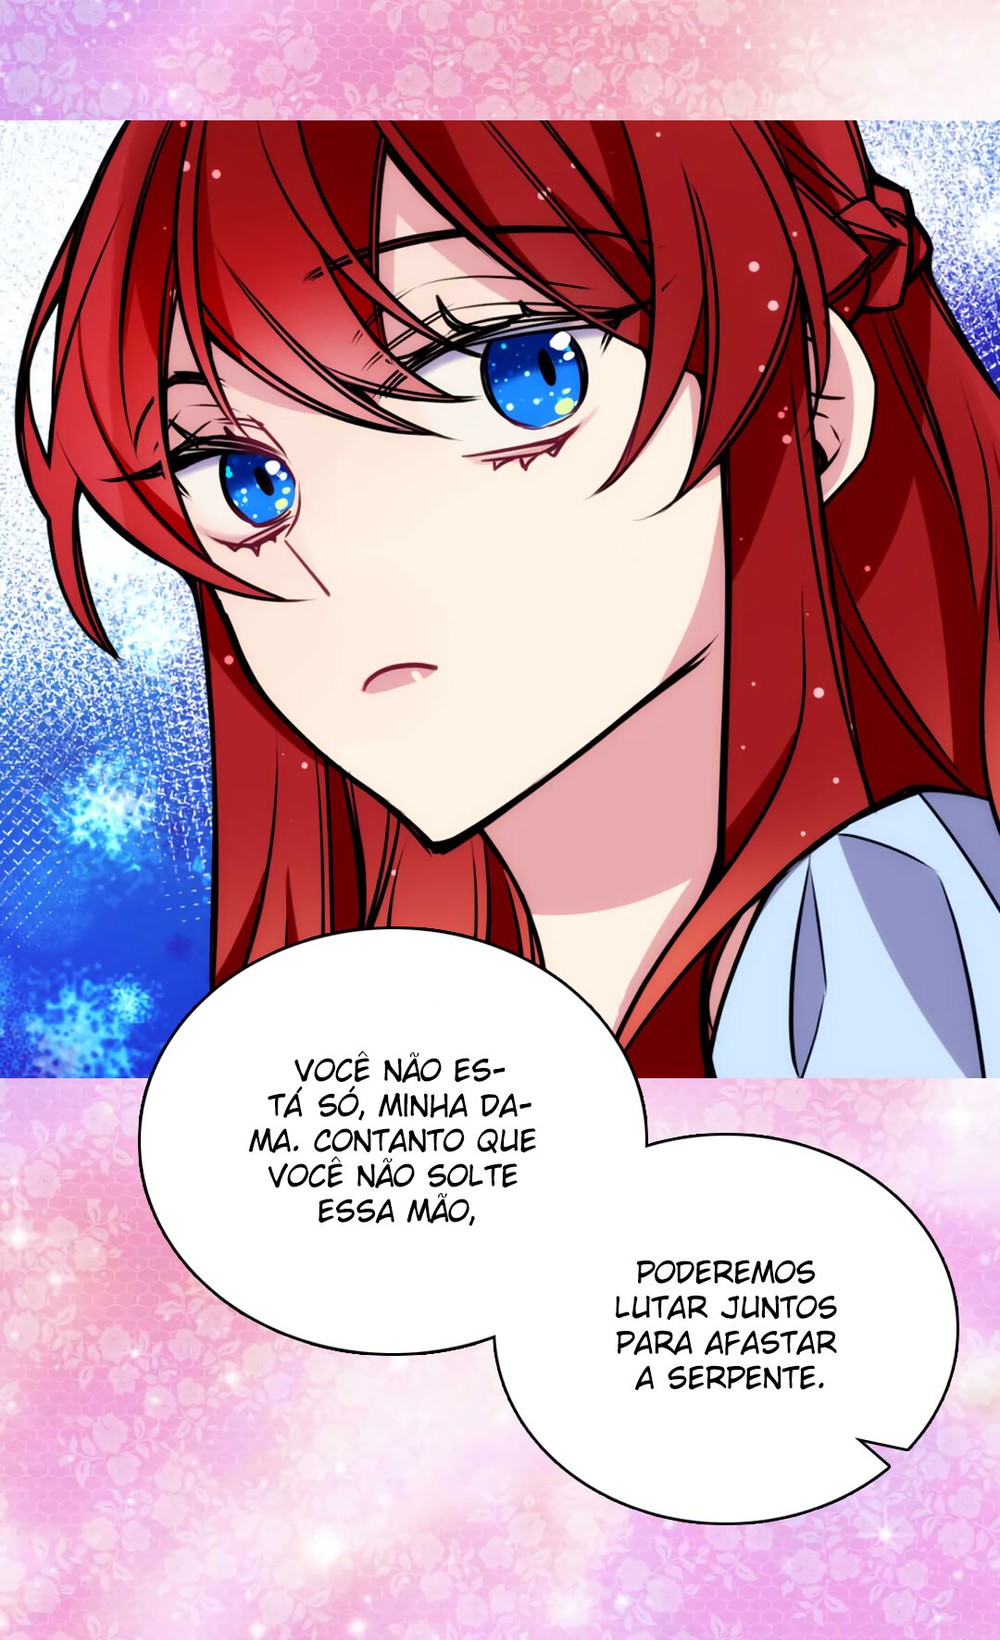 VOCÊ NÃO ES-
TÁ SÓ, MINHA DA-
MA. CONTANTO QUE
VOCÊ NÃO SOLTE
ESSA MÃO,
PODEREMOS
LUTAR JUNTOS
PARA AFASTAR
A SERPENTE.